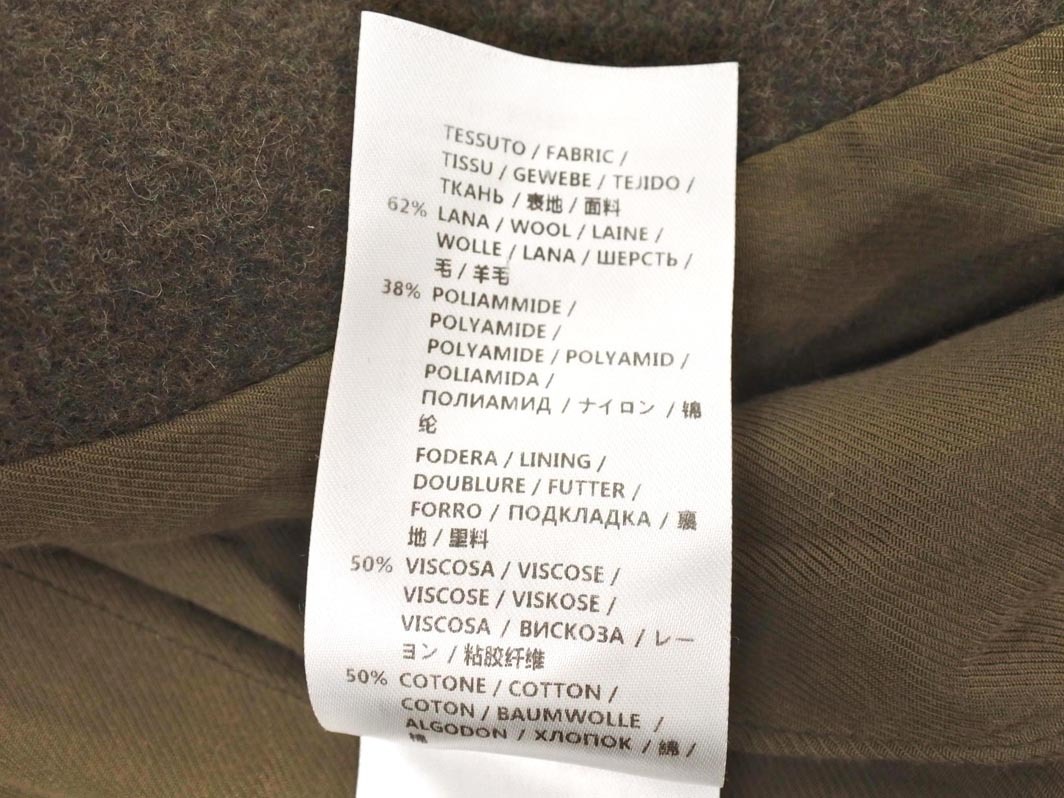 TESSUTO / FABRIC /
TISSU / GEWEBE / TEJIDO /
ТКАНЬ / 表地 / 面料
62% LANA / WOOL / LAINE /
WOLLE / LANA / ШЕРСТЬ /
毛 / 羊毛
38% POLIAMMIDE /
POLYAMIDE /
POLYAMIDE / POLYAMID /
POLIAMIDA /
ПОЛИАМИД / ナイロン / 锦
纶
FODERA / LINING /
DOUBLURE / FUTTER /
FORRO / ПОДКЛАДКА / 裏
地 / 里料
50% VISCOSA / VISCOSE /
VISCOSE / VISKOSE /
VISCOSA / ВИСКОЗА / レー
ヨン / 粘胶纤维
50% COTONE / COTTON /
COTON / BAUMWOLLE /
ALGODON / ХЛОПОК / 綿 /
棉